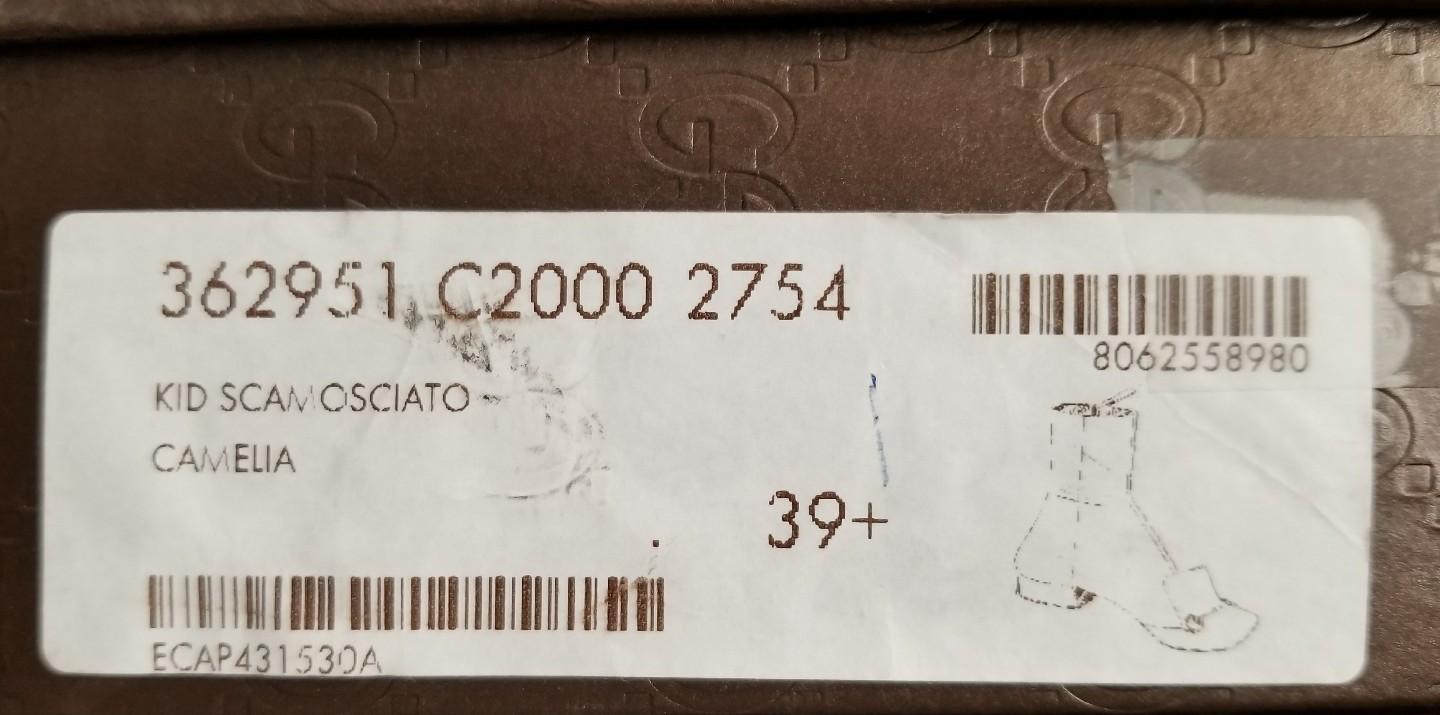 362951 C2000 2754
8062558980
KID SCAMOSCIATO
CAMELIA
39+
ECAP431530A